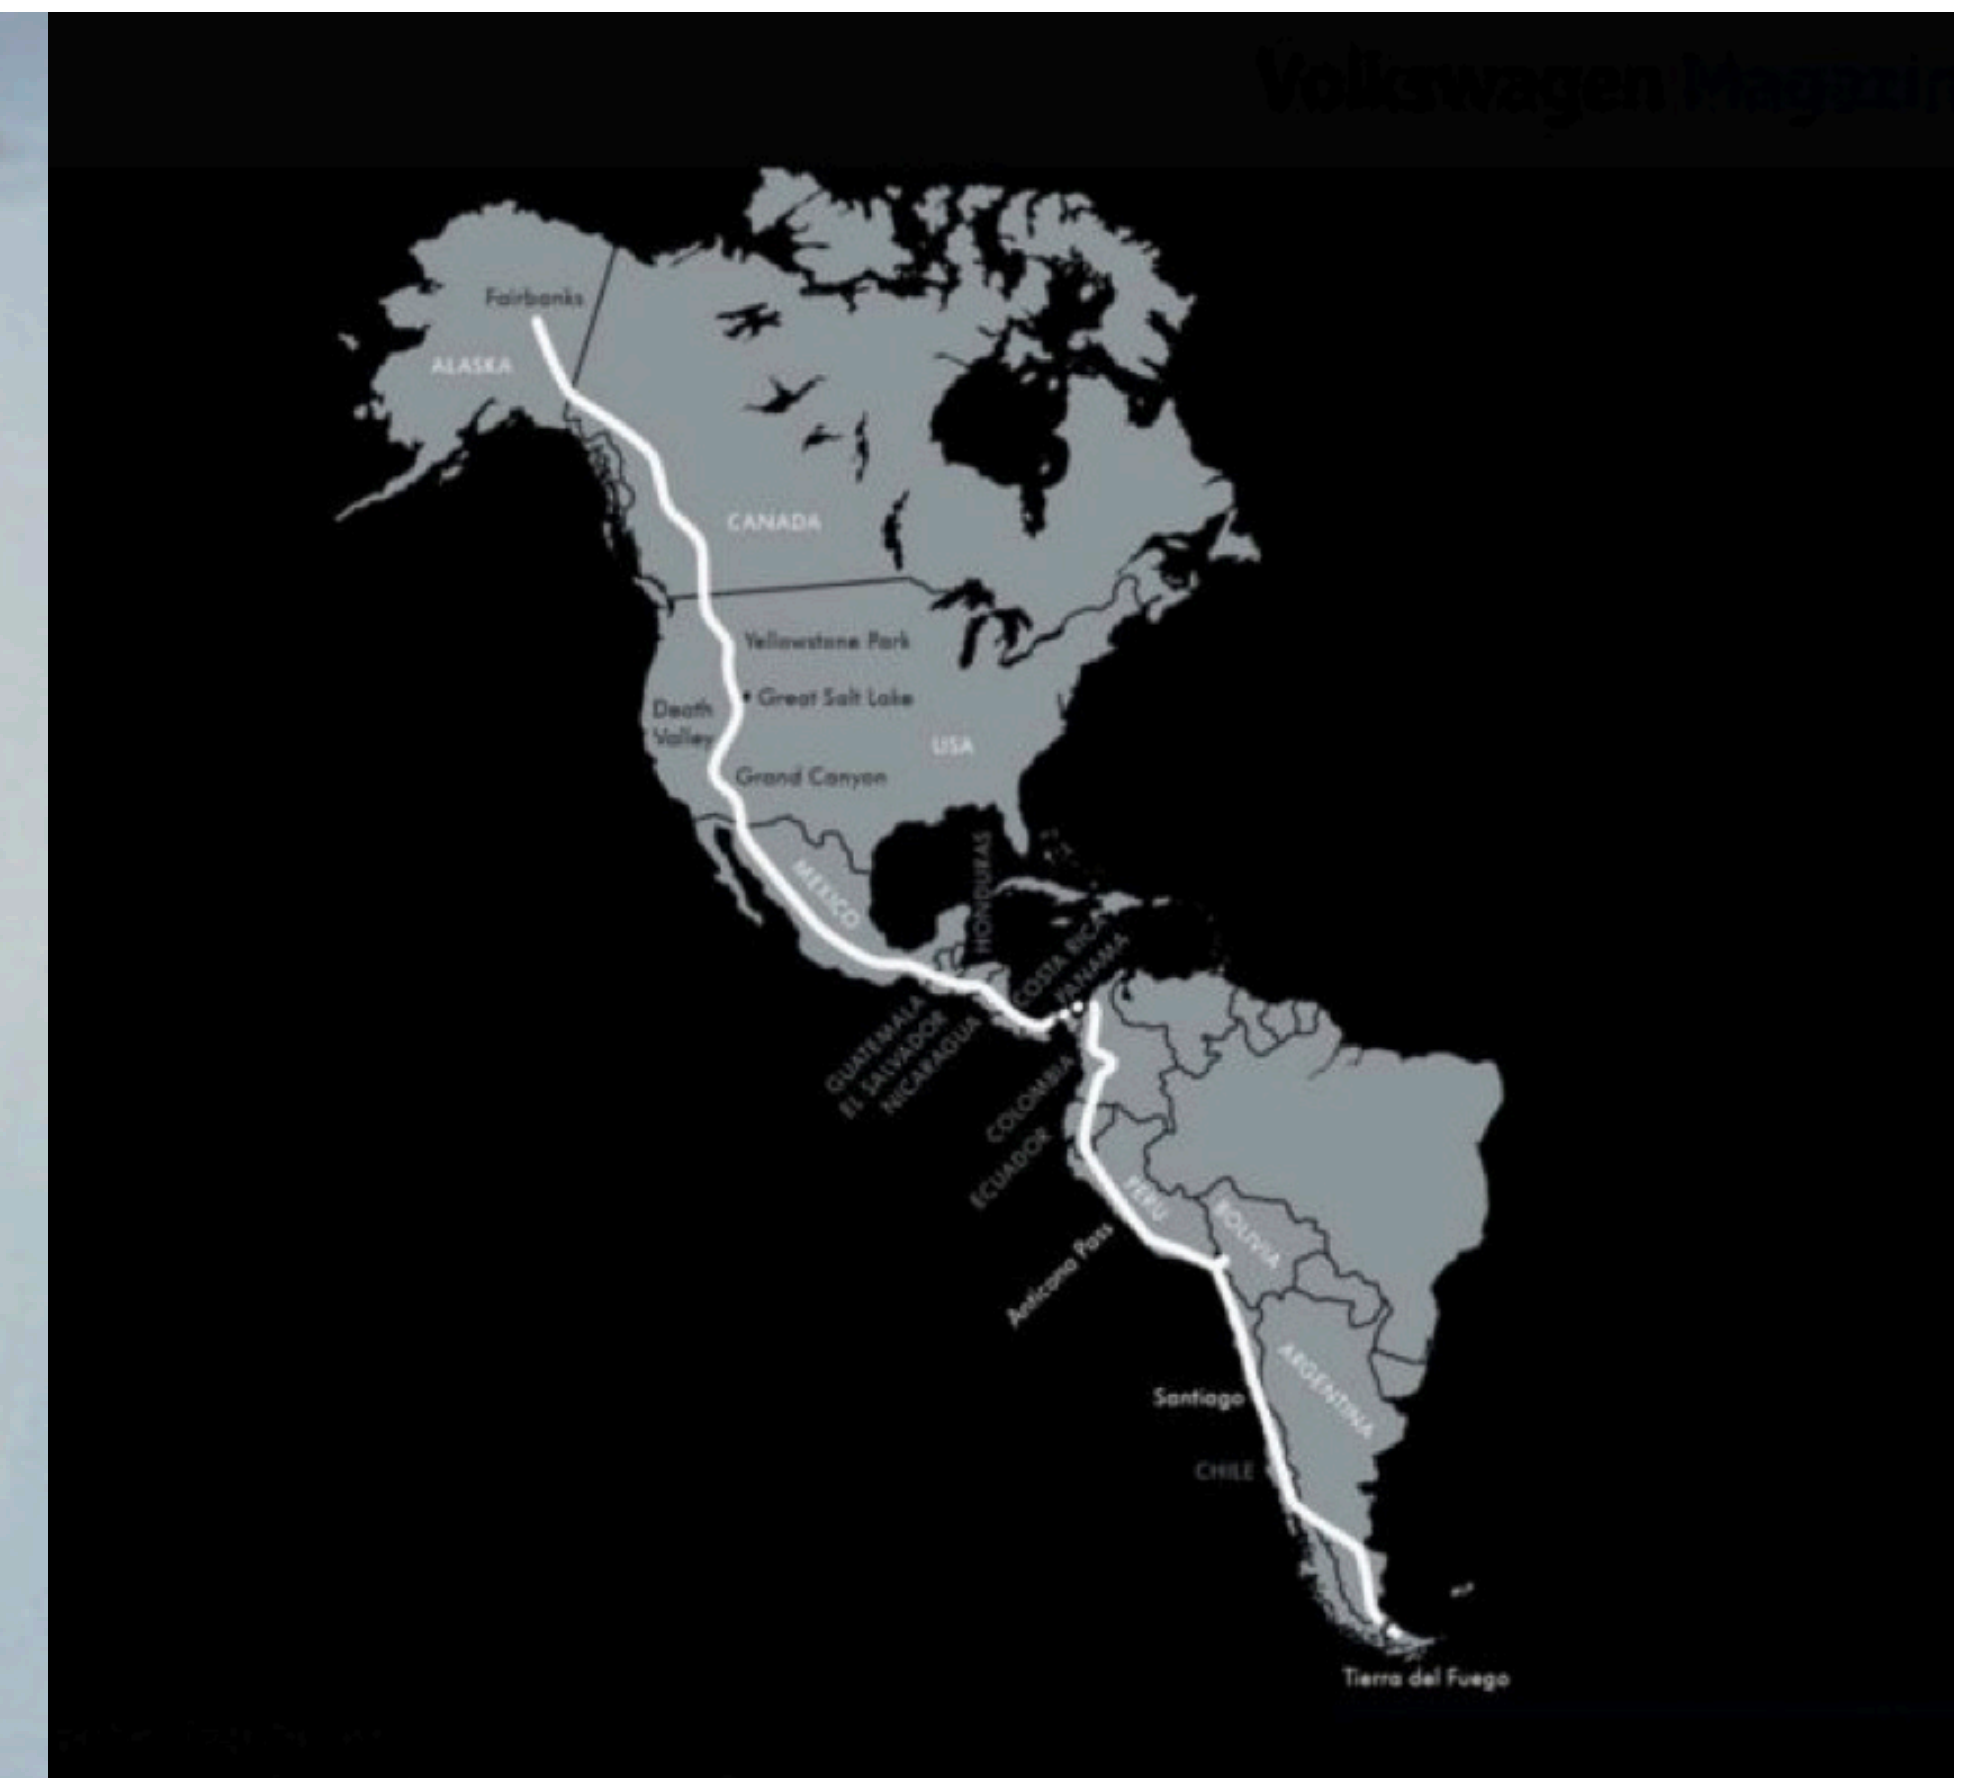 Volkswagen Magazin
Fairbanks
ALASKA
CANADA
Yellowstone Park
Great Salt Lake
Death
Valley
USA
Grand Canyon
HONDURAS
MEXICO
COSTA RICA
PANAMA
GUATEMALA
EL SALVADOR
NICARAGUA
COLOMBIA
ECUADOR
PERU
BOLIVIA
Anticona Pass
ARGENTINA
Santiago
CHILE
Tierra del Fuego